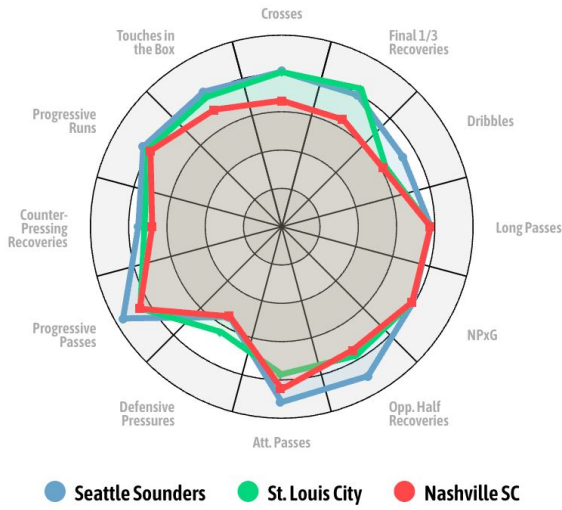 Crosses
Touches in
the Box
Final 1/3
Recoveries
Progressive
Runs
Dribbles
Counter-
Pressing
Recoveries
Long Passes
Progressive
Passes
NPxG
Defensive
Pressures
Opp. Half
Recoveries
Att. Passes
Seattle Sounders
St. Louis City
Nashville SC